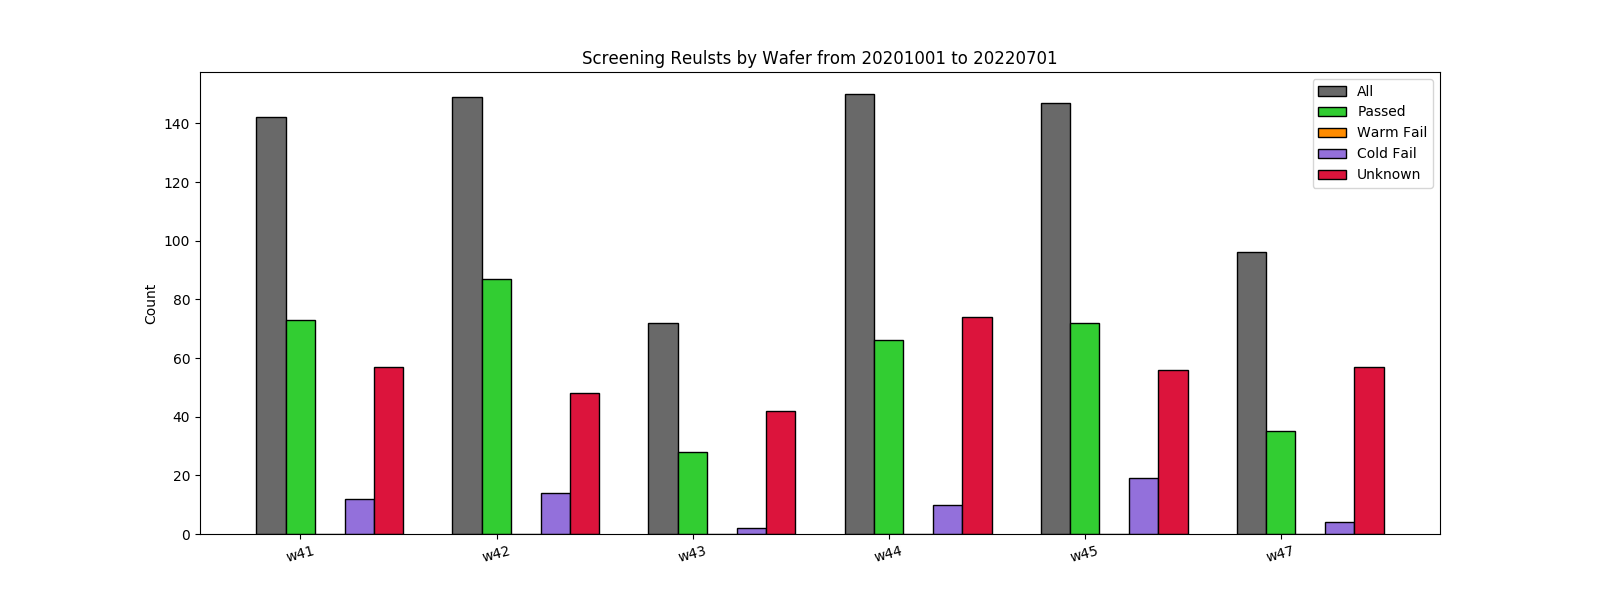 Screening Reulsts by Wafer from 20201001 to 20220701
All
Passed
Warm Fail
Cold Fail
Unknown
Count
140
120
100
80
60
40
20
0
w41
w42
w43
w44
w45
w47